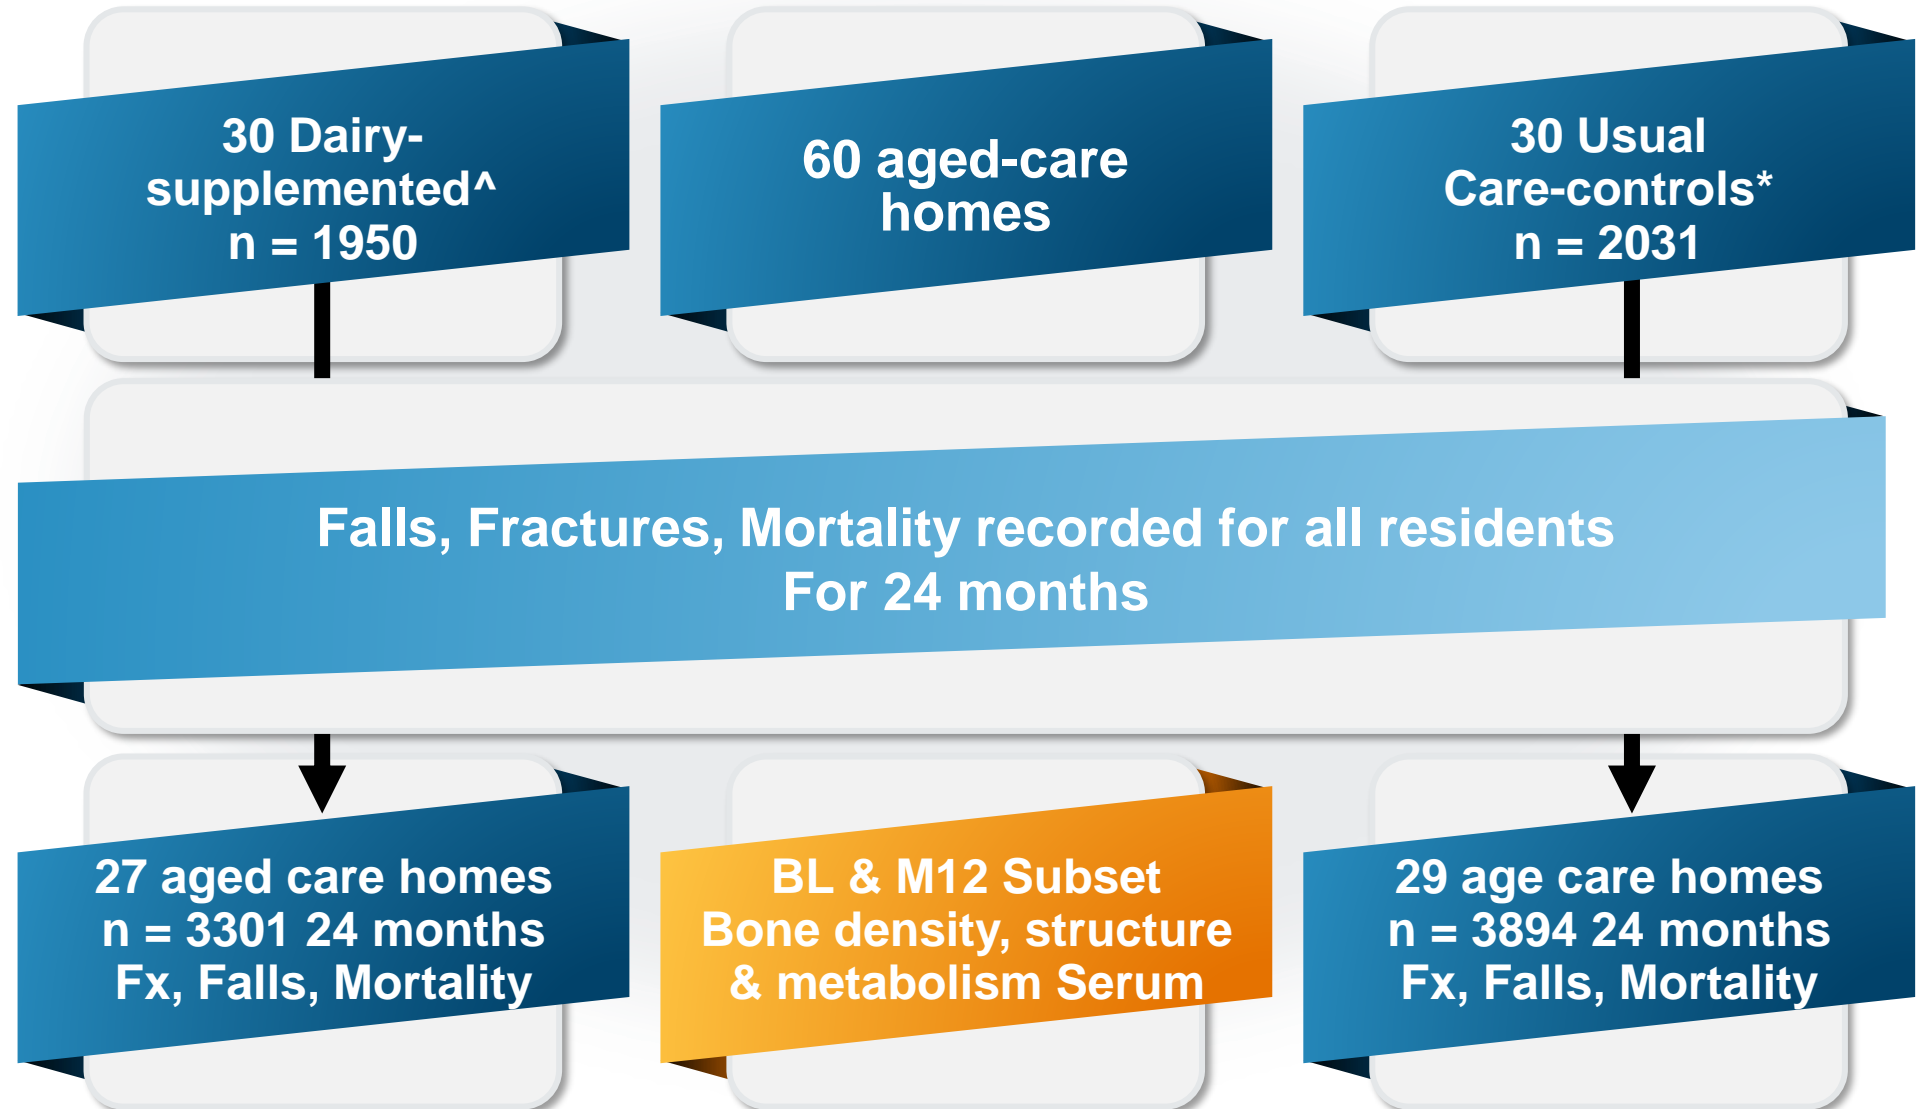 30 Dairy-
supplemented^
n = 1950
60 aged-care
homes
30 Usual
Care-controls*
n = 2031
Falls, Fractures, Mortality recorded for all residents
For 24 months
27 aged care homes
n = 3301 24 months
Fx, Falls, Mortality
BL & M12 Subset
Bone density, structure
& metabolism Serum
29 age care homes
n = 3894 24 months
Fx, Falls, Mortality